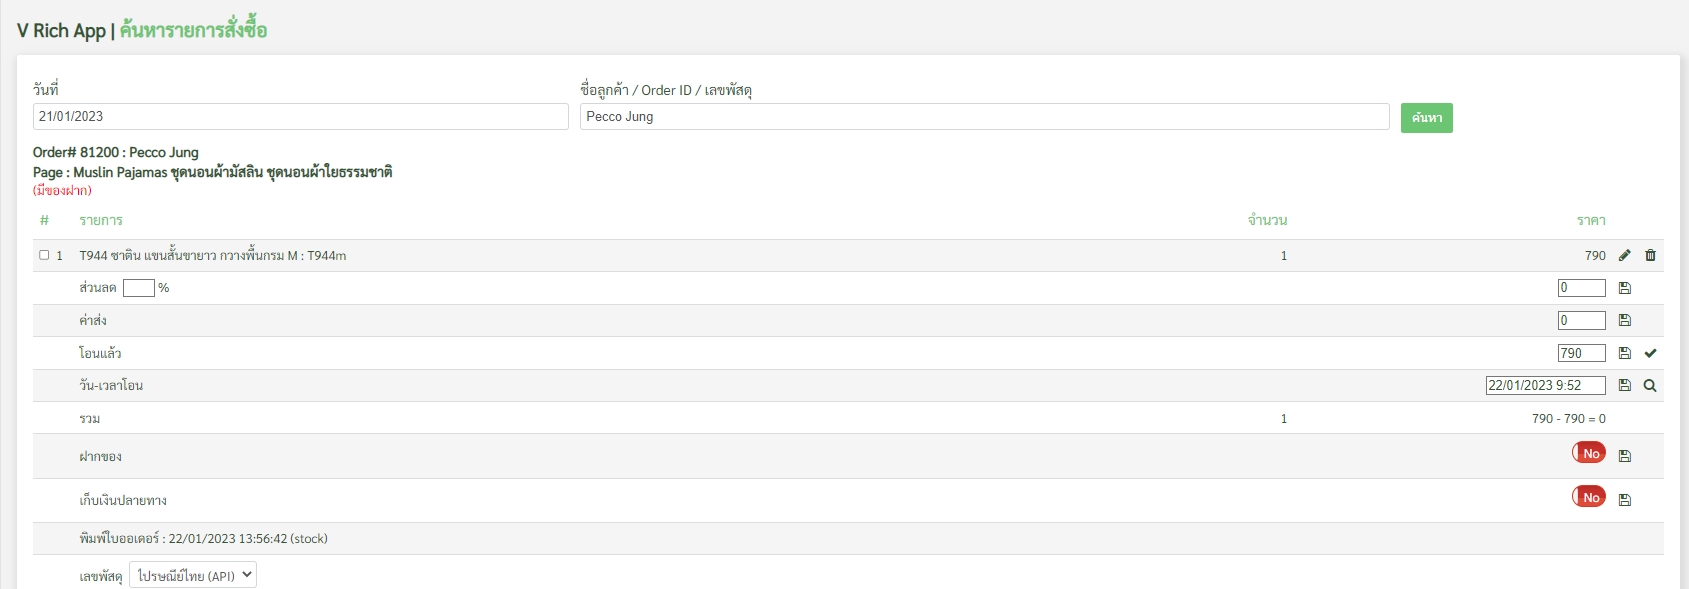 V Rich App | ค้นหารายการสั่งซื้อ
วันที่
ชื่อลูกค้า / Order ID / เลขพัสดุ
21/01/2023
Pecco Jung
ค้นหา
Order# 81200 : Pecco Jung
Page : Muslin Pajamas ชุดนอนผ้ามัสลิน ชุดนอนผ้าใยธรรมชาติ
(มีของฝาก)
# รายการ จำนวน ราคา
1 T944 ซาติน แขนสั้นขายาว กวางพื้นกรม M : T944m 1 790
ส่วนลด % 0
ค่าส่ง 0
โอนแล้ว 790
วัน-เวลาโอน 22/01/2023 9:52
รวม 1 790 - 790 = 0
ฝากของ No
เก็บเงินปลายทาง No
พิมพ์ใบออเดอร์ : 22/01/2023 13:56:42 (stock)
เลขพัสดุ ไปรษณีย์ไทย (API)